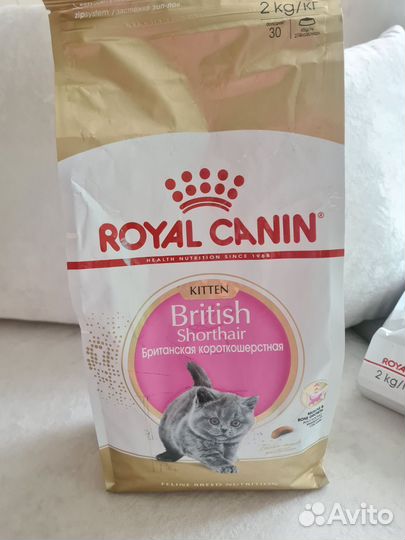 zipsystem / застежка зип-лок
2 kg/кг
30
ROYAL CANIN®
HEALTH NUTRITION SINCE 1968
KITTEN
British
Shorthair
Британская короткошерстная
FELINE BREED NUTRITION
ROYA
2 kg/
Avito